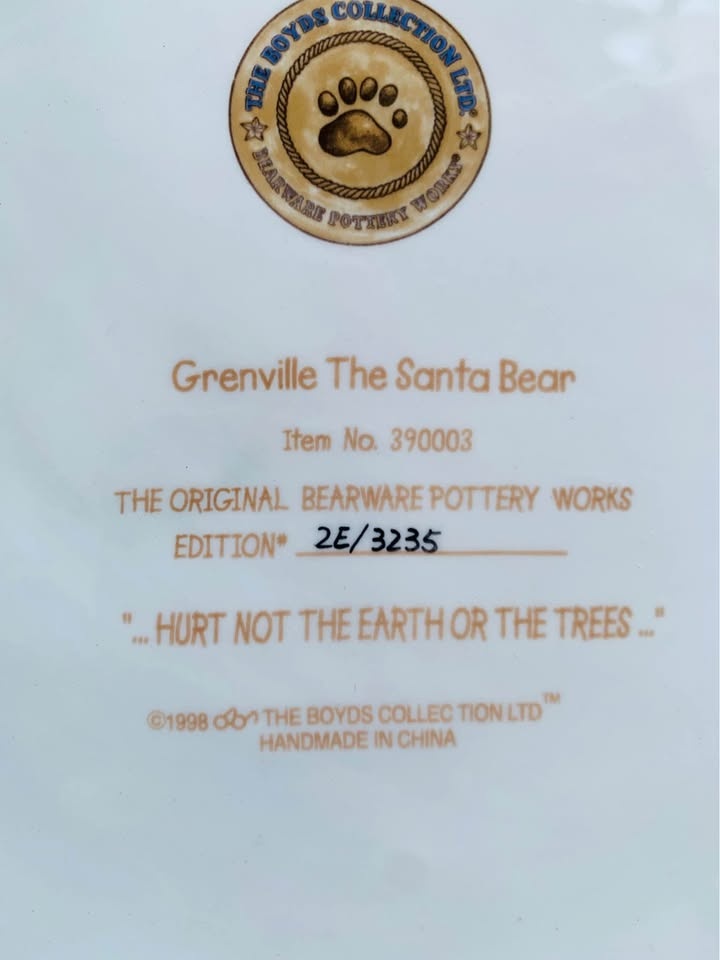 THE BOYDS COLLECTION LTD.®
BEARWARE POTTERY WORKS®
Grenville The Santa Bear
Item No. 390003
THE ORIGINAL BEARWARE POTTERY WORKS
EDITION# 2E/3235
"... HURT NOT THE EARTH OR THE TREES ..."
©1998 THE BOYDS COLLECTION LTD™
HANDMADE IN CHINA